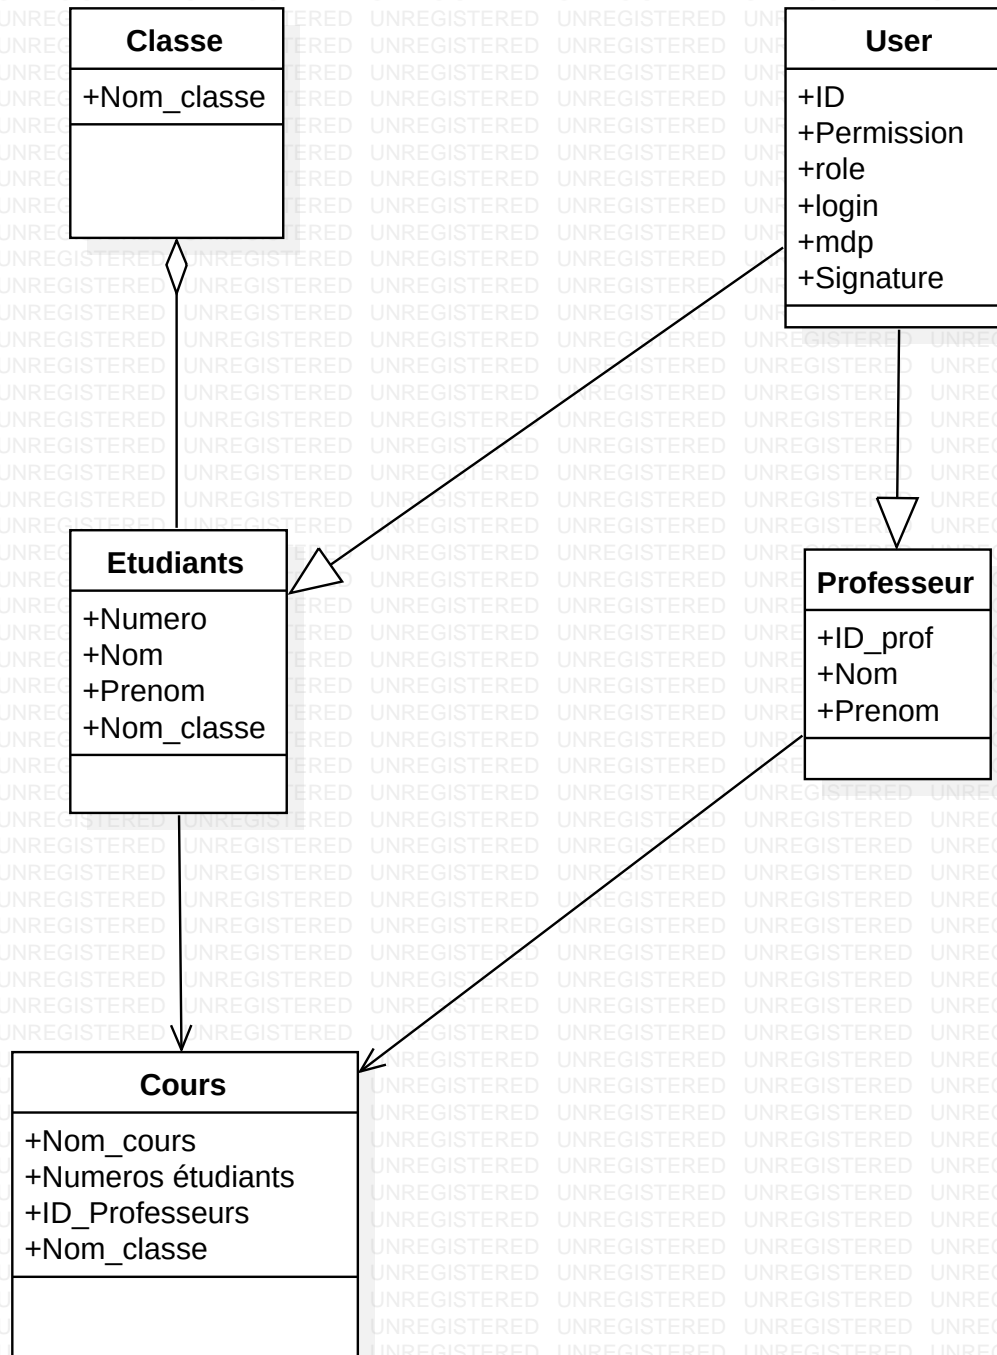 Classe
+Nom_classe
User
+ID
+Permission
+role
+login
+mdp
+Signature
Etudiants
+Numero
+Nom
+Prenom
+Nom_classe
Professeur
+ID_prof
+Nom
+Prenom
Cours
+Nom_cours
+Numeros étudiants
+ID_Professeurs
+Nom_classe
UNREGISTERED